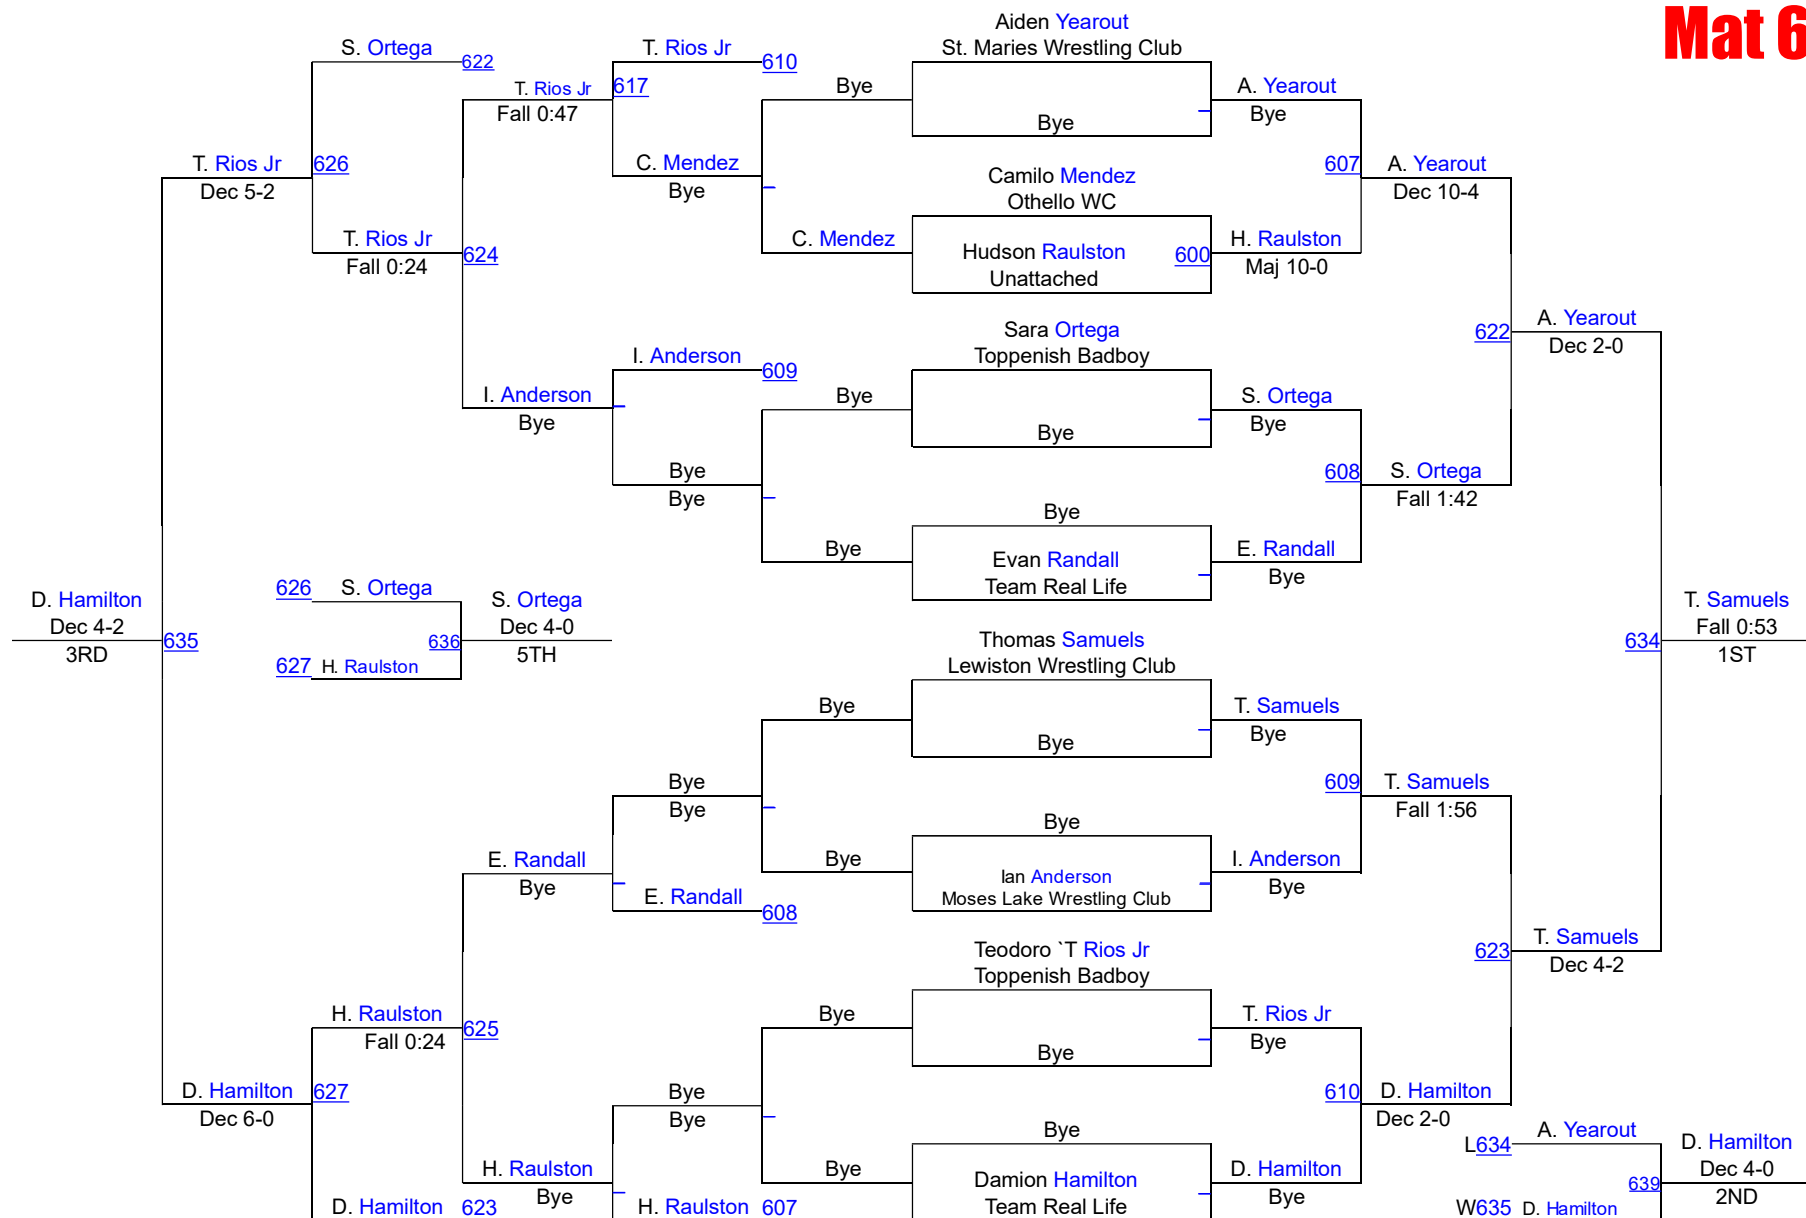 Mat 6
Aiden Yearout
St. Maries Wrestling Club
Bye
S. Ortega
622
T. Rios Jr
610
T. Rios Jr
Fall 0:47
617
Bye
A. Yearout
Bye
T. Rios Jr
Dec 5-2
626
C. Mendez
Bye
Camilo Mendez
Othello WC
607
A. Yearout
Dec 10-4
T. Rios Jr
Fall 0:24
624
C. Mendez
Hudson Raulston
Unattached
600
H. Raulston
Maj 10-0
Sara Ortega
Toppenish Badboy
622
A. Yearout
Dec 2-0
I. Anderson
609
I. Anderson
Bye
Bye
Bye
S. Ortega
Bye
Bye
Bye
608
S. Ortega
Fall 1:42
Bye
Bye
Evan Randall
Team Real Life
E. Randall
Bye
D. Hamilton
Dec 4-2
3RD
635
626
S. Ortega
627
H. Raulston
636
S. Ortega
Dec 4-0
5TH
634
T. Samuels
Fall 0:53
1ST
Thomas Samuels
Lewiston Wrestling Club
Bye
Bye
T. Samuels
Bye
Bye
Bye
609
T. Samuels
Fall 1:56
E. Randall
Bye
Bye
Bye
Ian Anderson
Moses Lake Wrestling Club
I. Anderson
Bye
E. Randall
608
Teodoro `T Rios Jr
Toppenish Badboy
623
T. Samuels
Dec 4-2
H. Raulston
Fall 0:24
625
Bye
Bye
T. Rios Jr
Bye
D. Hamilton
Dec 6-0
627
Bye
Bye
610
D. Hamilton
Dec 2-0
Bye
Bye
Damion Hamilton
Team Real Life
D. Hamilton
Bye
H. Raulston
Bye
D. Hamilton
623
H. Raulston
607
L634
A. Yearout
W635
D. Hamilton
639
D. Hamilton
Dec 4-0
2ND